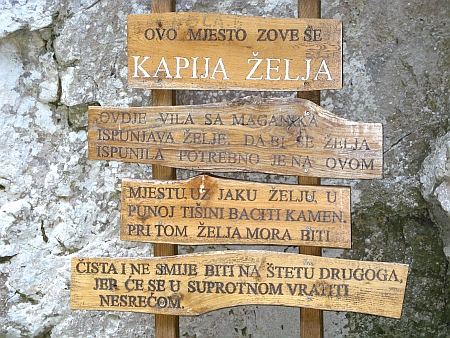 OVO MJESTO ZOVE SE
KAPIJA ŽELJA
OVDJE VILA SA MAGANIKA
ISPUNJAVA ŽELJE, DA BI SE ŽELJA
ISPUNILA POTREBNO JE NA OVOM
MJESTU, UZ JAKU ŽELJU, U
PUNOJ TIŠINI BACITI KAMEN.
PRI TOM ŽELJA MORA BITI
ČISTA I NE SMIJE BITI NA ŠTETU DRUGOGA,
JER ĆE SE U SUPROTNOM VRATITI
NESREĆOM